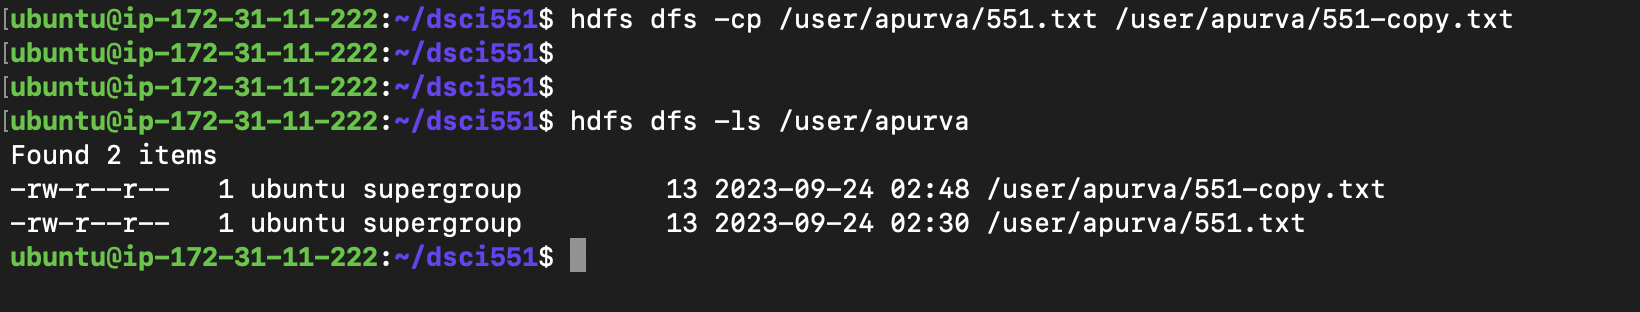 [ubuntu@ip-172-31-11-222:~/dsci551$ hdfs dfs -cp /user/apurva/551.txt /user/apurva/551-copy.txt
[ubuntu@ip-172-31-11-222:~/dsci551$
[ubuntu@ip-172-31-11-222:~/dsci551$
[ubuntu@ip-172-31-11-222:~/dsci551$ hdfs dfs -ls /user/apurva
Found 2 items
-rw-r--r--   1 ubuntu supergroup         13 2023-09-24 02:48 /user/apurva/551-copy.txt
-rw-r--r--   1 ubuntu supergroup         13 2023-09-24 02:30 /user/apurva/551.txt
ubuntu@ip-172-31-11-222:~/dsci551$